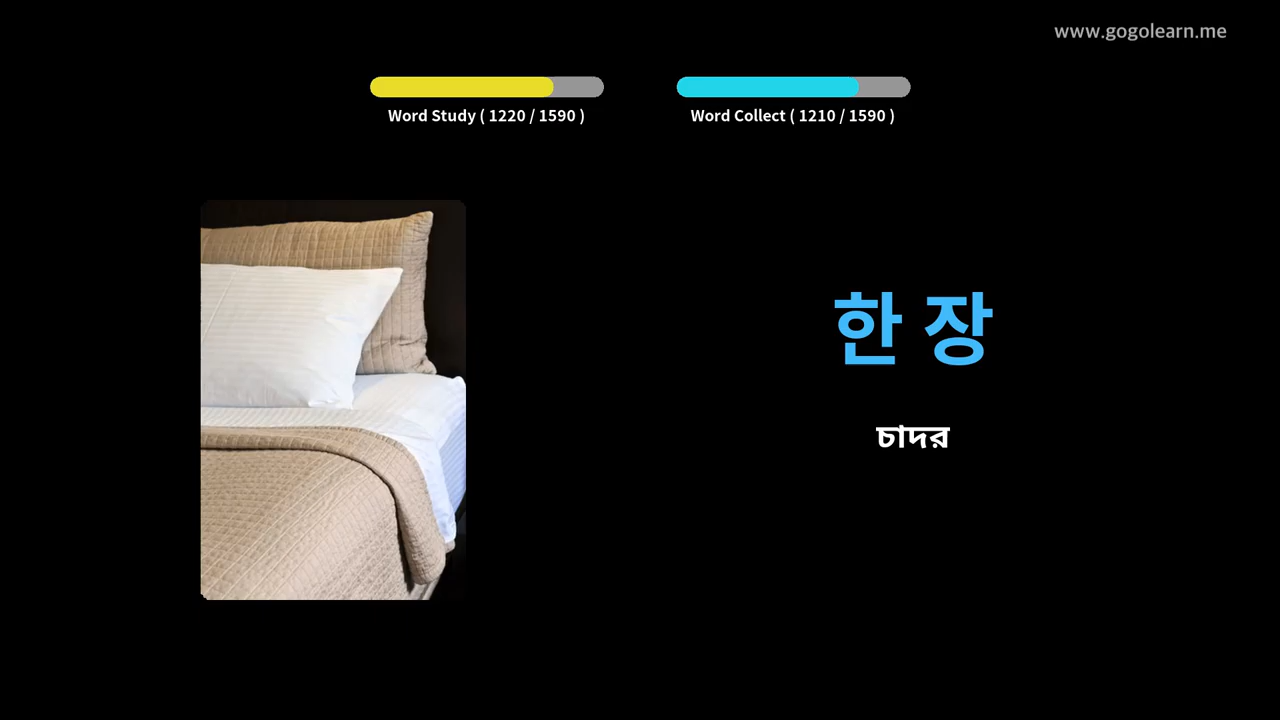 www.gogolearn.me
Word Study ( 1220 / 1590 )
Word Collect ( 1210 / 1590 )
한 장
চাদর